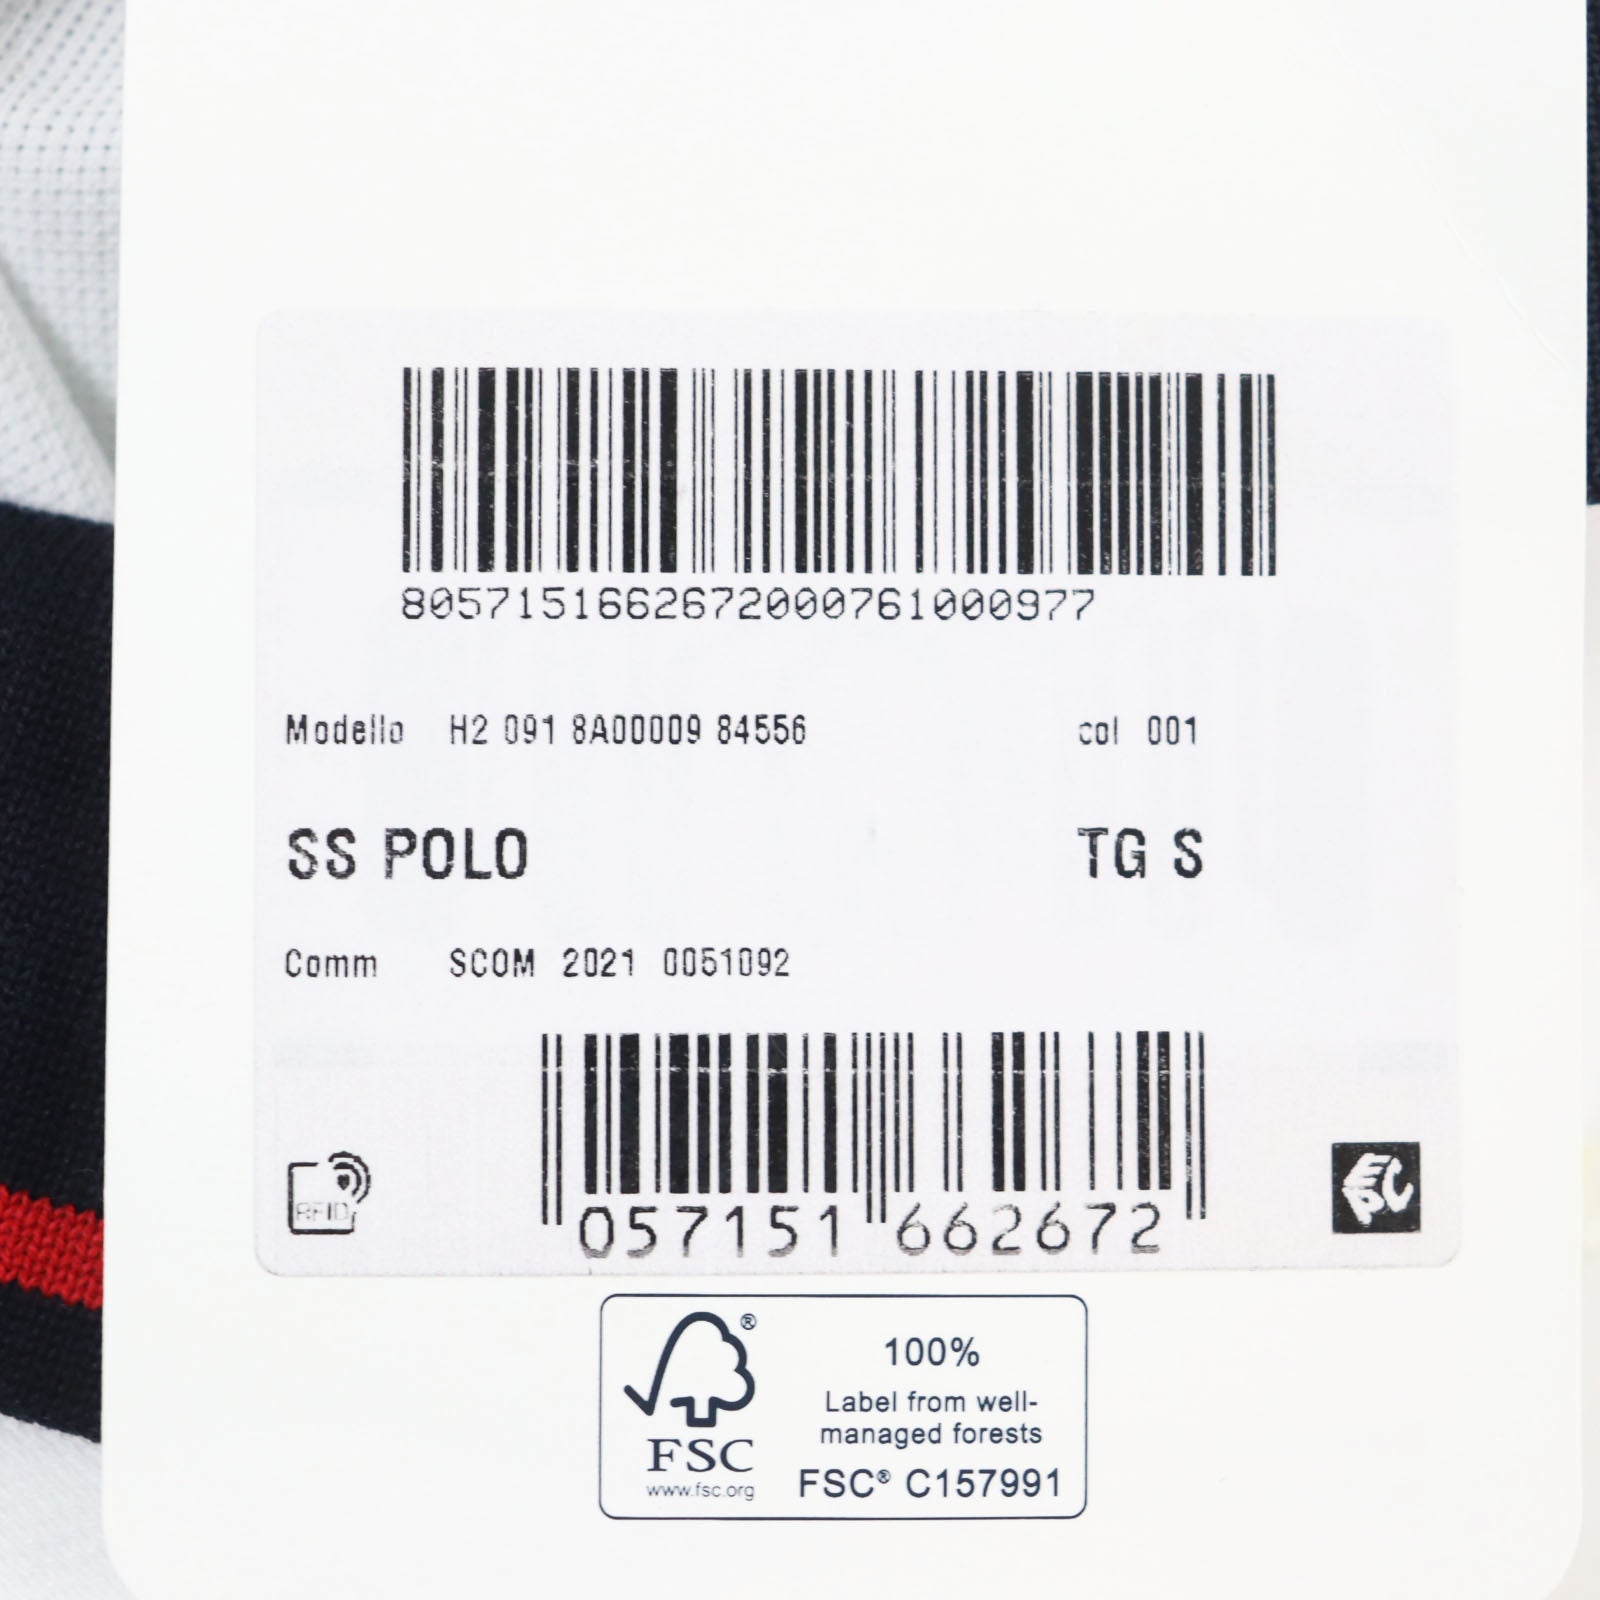 8057151662672000761000977
Modello H2 091 8A00009 84556 col 001
SS POLO TG S
Comm SCOM 2021 0051092
RFID
057151 662672
EPC
®
100%
Label from well-
managed forests
FSC
www.fsc.org
FSC® C157991